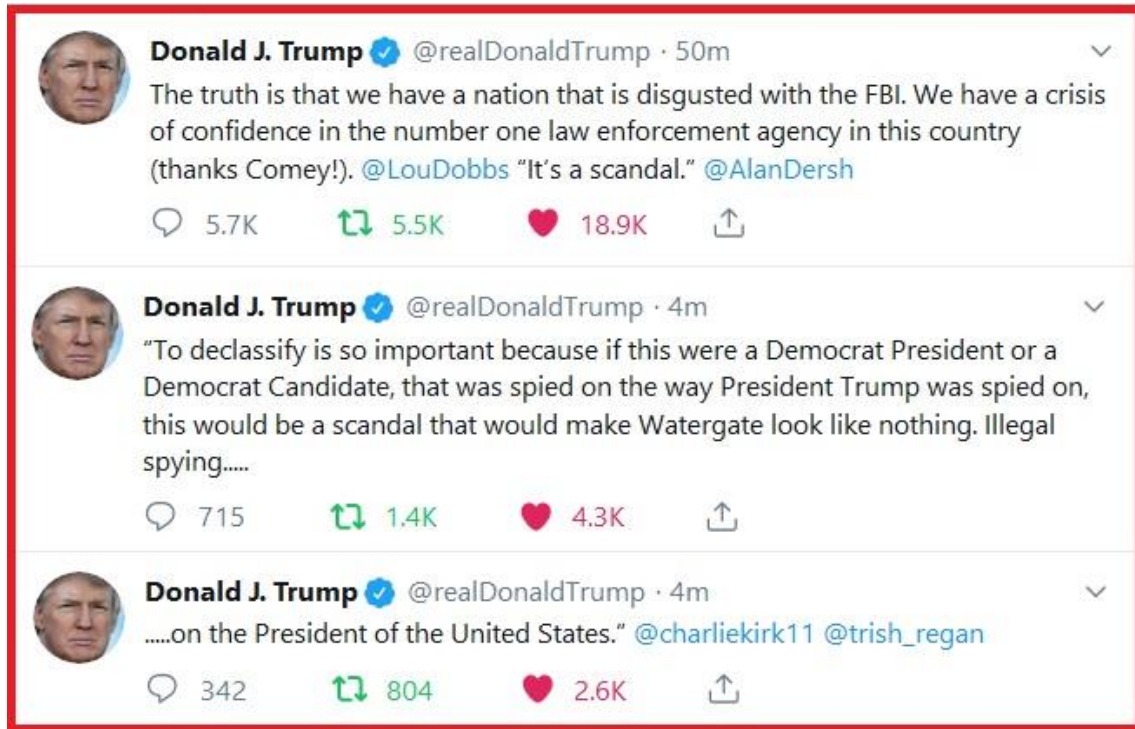 Donald J. Trump @realDonaldTrump · 50m
The truth is that we have a nation that is disgusted with the FBI. We have a crisis
of confidence in the number one law enforcement agency in this country
(thanks Comey!). @LouDobbs “It’s a scandal.” @AlanDersh
5.7K 5.5K 18.9K
Donald J. Trump @realDonaldTrump · 4m
“To declassify is so important because if this were a Democrat President or a
Democrat Candidate, that was spied on the way President Trump was spied on,
this would be a scandal that would make Watergate look like nothing. Illegal
spying.....
715 1.4K 4.3K
Donald J. Trump @realDonaldTrump · 4m
.....on the President of the United States.” @charliekirk11 @trish_regan
342 804 2.6K